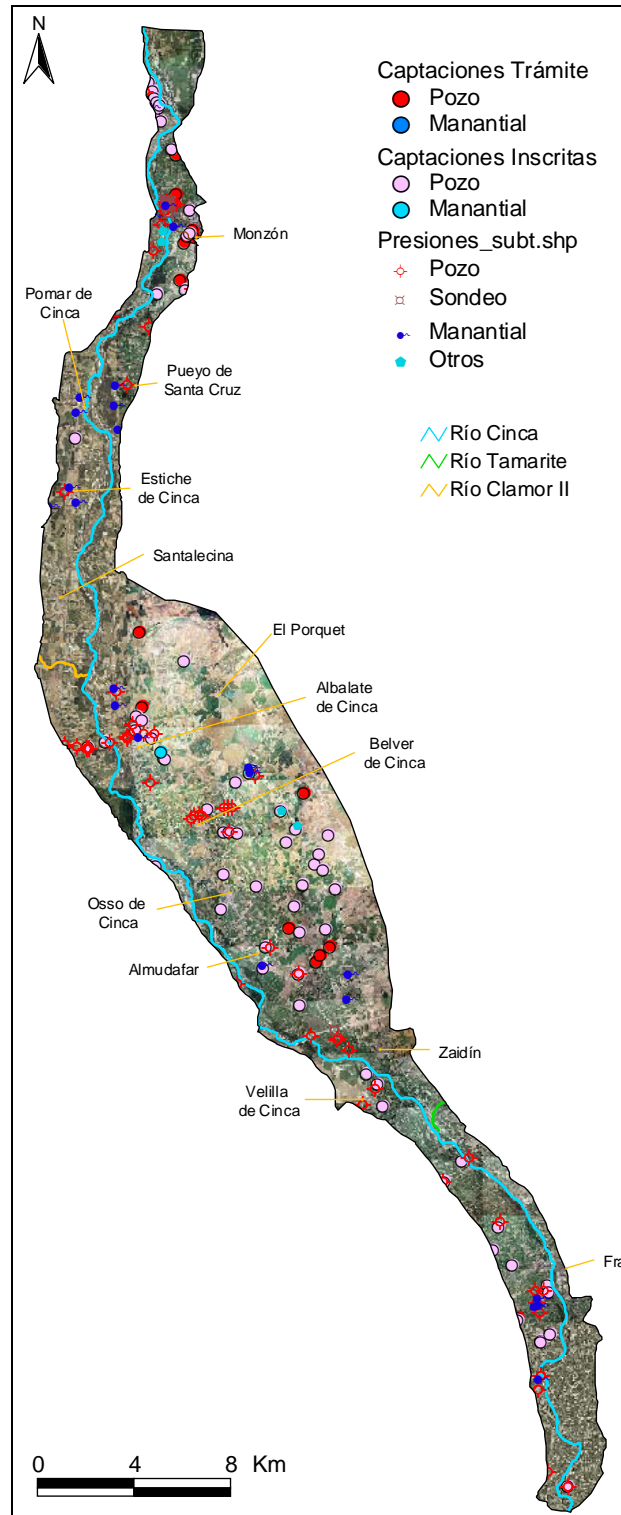 N
Captaciones Trámite
Pozo
Manantial
Captaciones Inscritas
Pozo
Manantial
Presiones_subt.shp
Pozo
Sondeo
Manantial
Otros
Río Cinca
Río Tamarite
Río Clamor II
Monzón
Pomar de
Cinca
Pueyo de
Santa Cruz
Estiche
de Cinca
Santalecina
El Porquet
Albalate
de Cinca
Belver
de Cinca
Osso de
Cinca
Almudafar
Zaidín
Velilla
de Cinca
Fra
0 4 8 Km